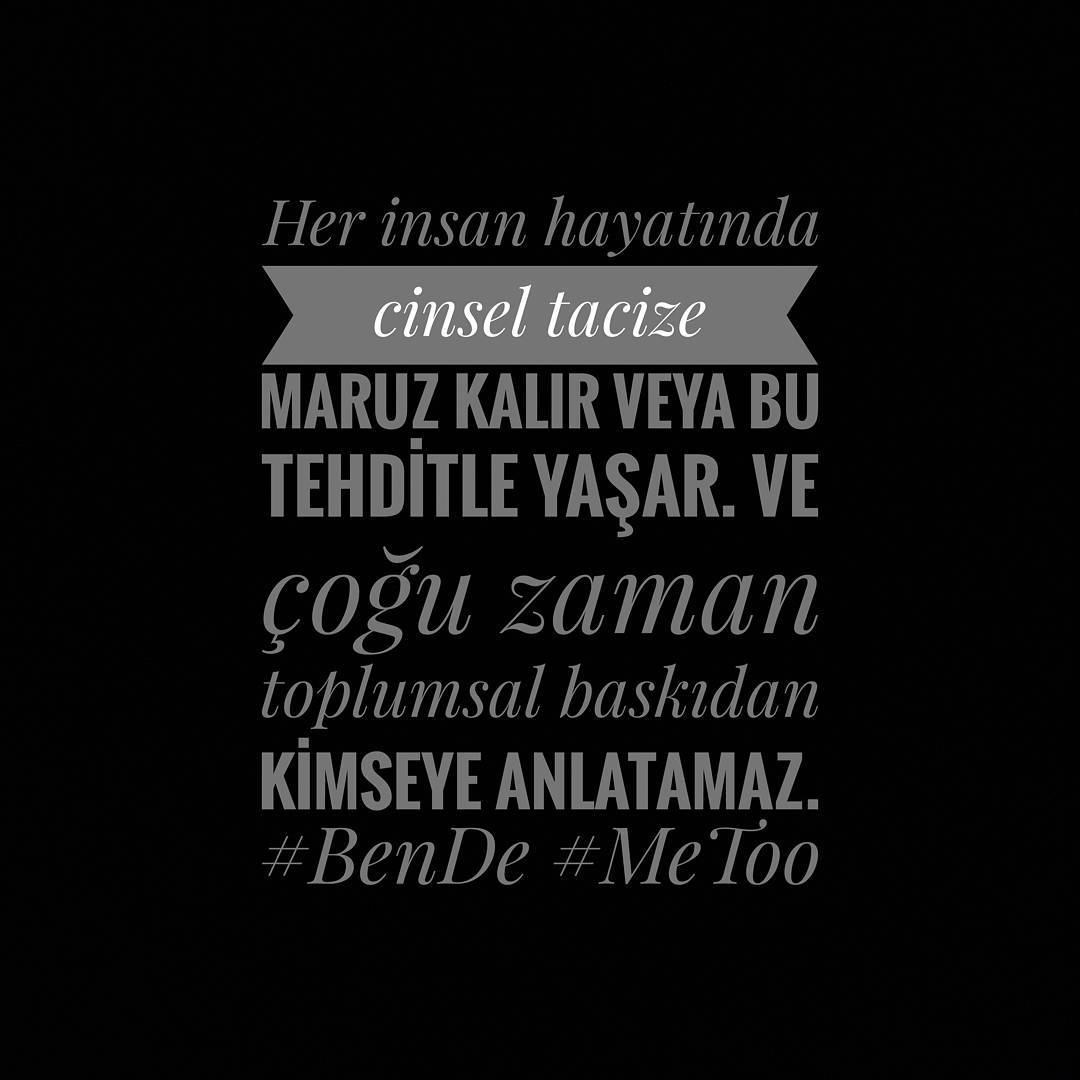 Her insan hayatında
cinsel tacize
MARUZ KALIR VEYA BU
TEHDİTLE YAŞAR. VE
çoğu zaman
toplumsal baskıdan
KİMSEYE ANLATAMAZ.
#BenDe #MeToo